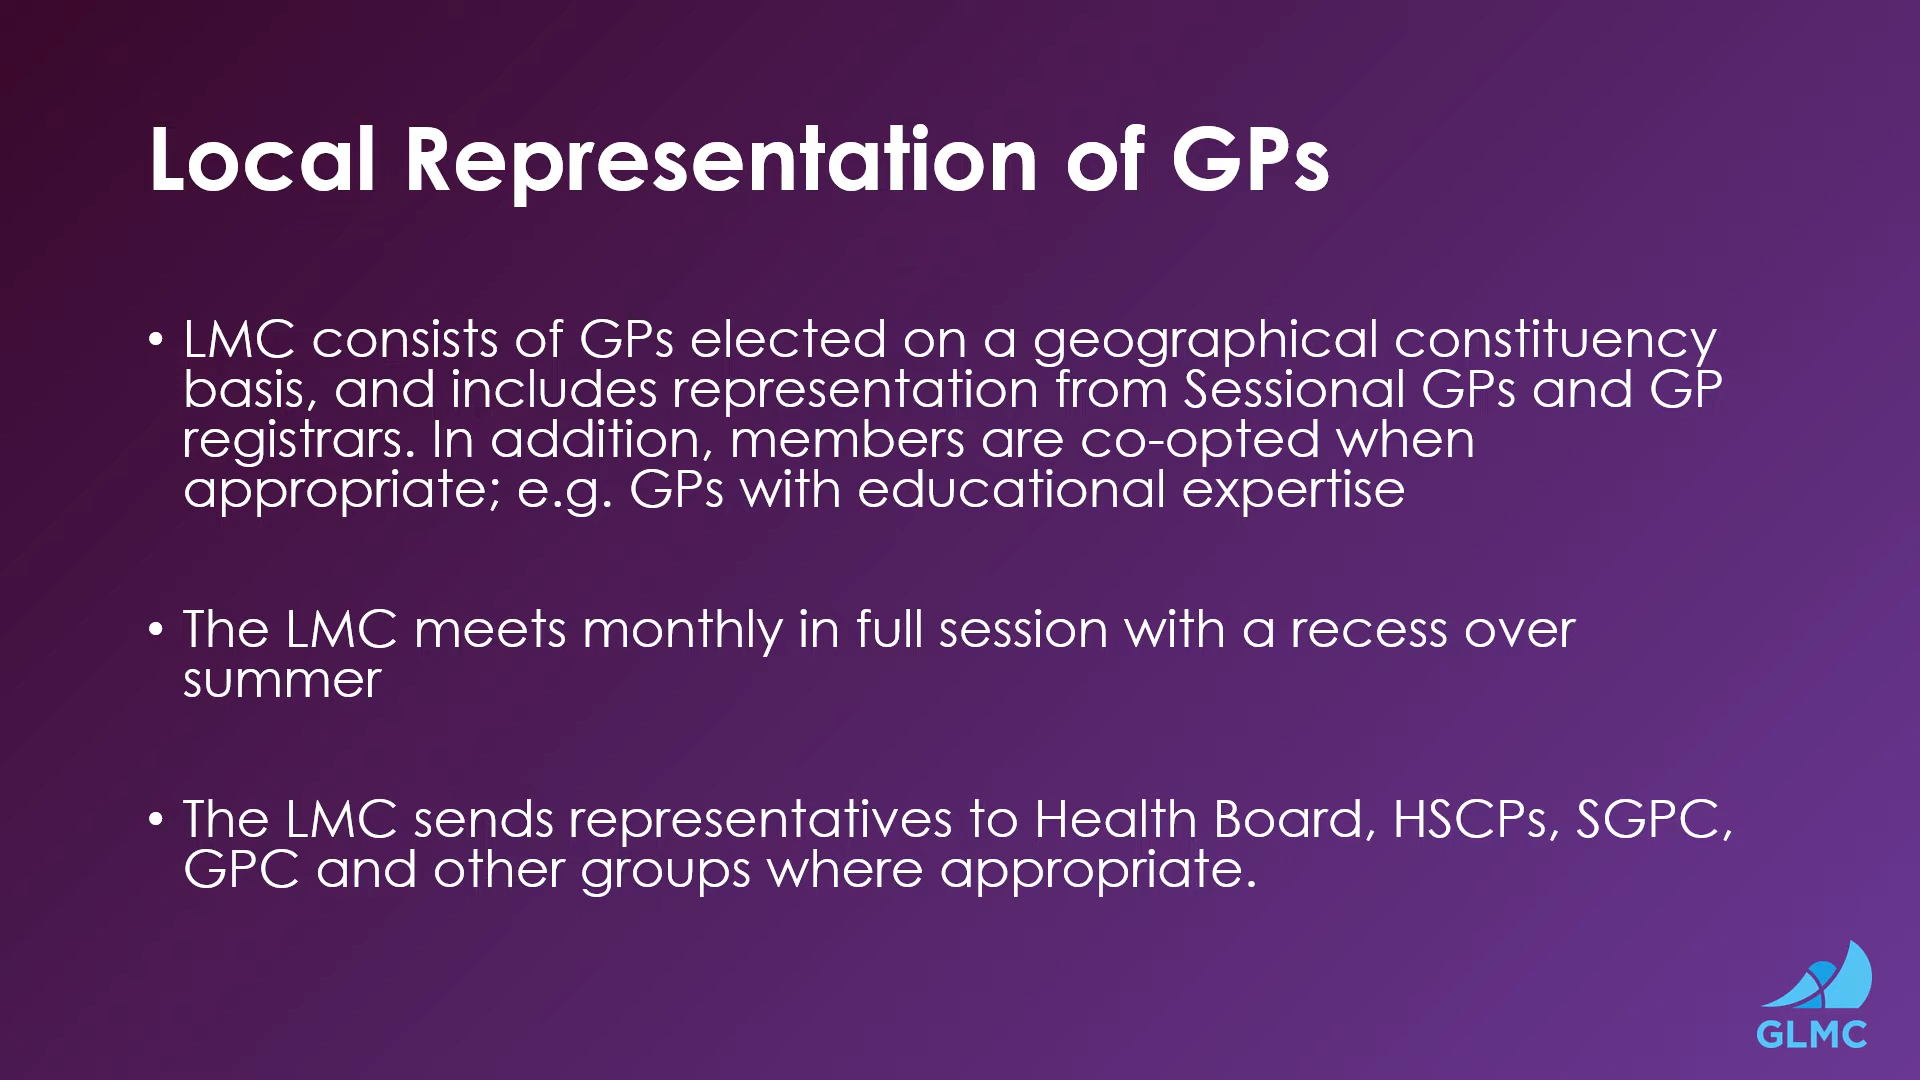 Local Representation of GPs
• LMC consists of GPs elected on a geographical constituency
basis, and includes representation from Sessional GPs and GP
registrars. In addition, members are co-opted when
appropriate; e.g. GPs with educational expertise
• The LMC meets monthly in full session with a recess over
summer
• The LMC sends representatives to Health Board, HSCPs, SGPC,
GPC and other groups where appropriate.
GLMC